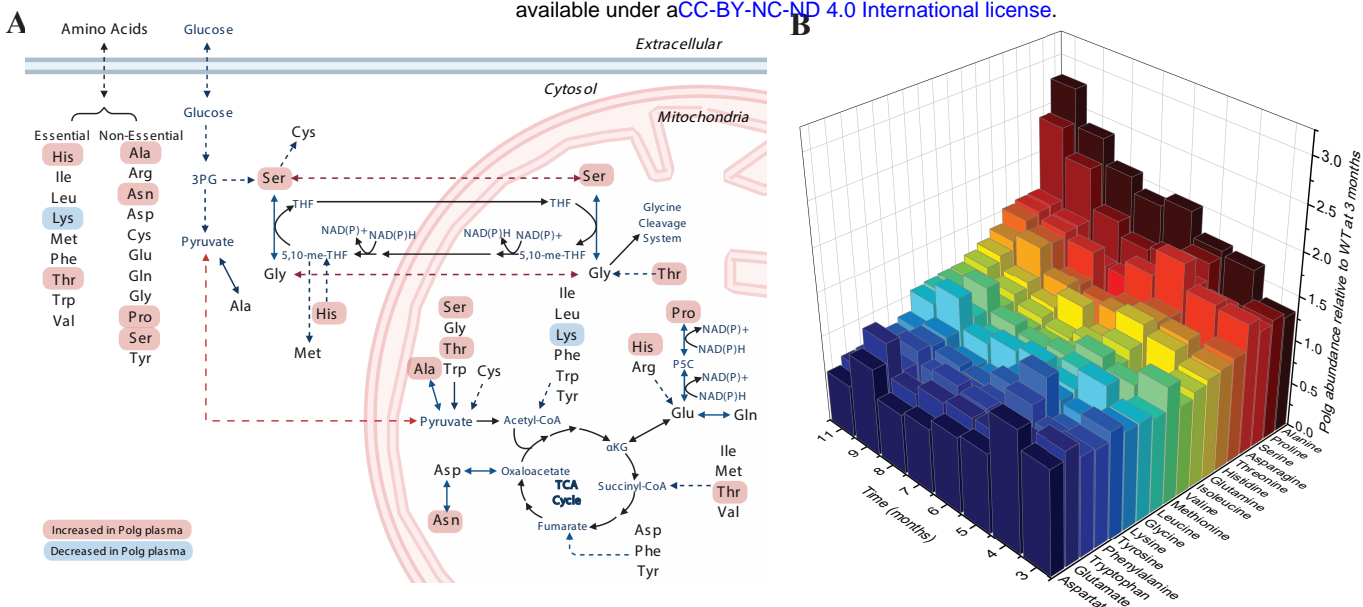 available under aCC-BY-NC-ND 4.0 International license.
A
Amino Acids
Glucose
Extracellular
Cytosol
Mitochondria
Glucose
Essential Non-Essential
His
Ile
Leu
Lys
Met
Phe
Thr
Trp
Val
Ala
Arg
Asn
Asp
Cys
Glu
Gln
Gly
Pro
Ser
Tyr
3PG
Pyruvate
Ala
Cys
Ser
THF
NAD(P)+
NAD(P)H
5,10-me-THF
Gly
His
Met
Ser
THF
NAD(P)H
NAD(P)+
5,10-me-THF
Gly
Glycine
Cleavage
System
Thr
Ser
Gly
Thr
Trp
Ala
Cys
Pyruvate
Ile
Leu
Lys
Phe
Trp
Tyr
Acetyl-CoA
Pro
NAD(P)+
NAD(P)H
P5C
NAD(P)+
NAD(P)H
His
Arg
Glu
Gln
αKG
Asp
Oxaloacetate
TCA
Cycle
Succinyl-CoA
Ile
Met
Thr
Val
Asn
Fumarate
Asp
Phe
Tyr
Increased in Polg plasma
Decreased in Polg plasma
B
3.0
2.5
2.0
1.5
1.0
0.5
0.0
Polg abundance relative to WT at 3 months
11
9
8
7
6
5
4
3
Time (months)
Alanine
Proline
Serine
Asparagine
Threonine
Histidine
Glutamine
Isoleucine
Valine
Methionine
Leucine
Glycine
Lysine
Tyrosine
Phenylalanine
Tryptophan
Glutamate
Aspartat